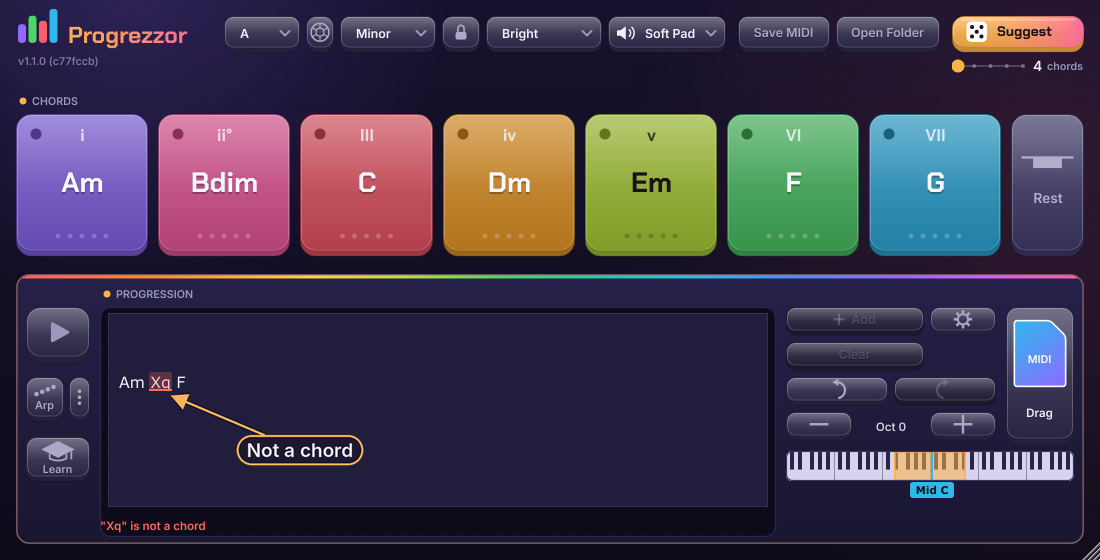 Progrezzor
v1.1.0 (c77fccb)
A
Minor
Bright
Soft Pad
Save MIDI
Open Folder
Suggest
4 chords
CHORDS
i
Am
ii°
Bdim
III
C
iv
Dm
v
Em
VI
F
VII
G
Rest
PROGRESSION
Arp
Learn
Am Xq F
Not a chord
"Xq" is not a chord
+ Add
Clear
Oct 0
Mid C
MIDI
Drag